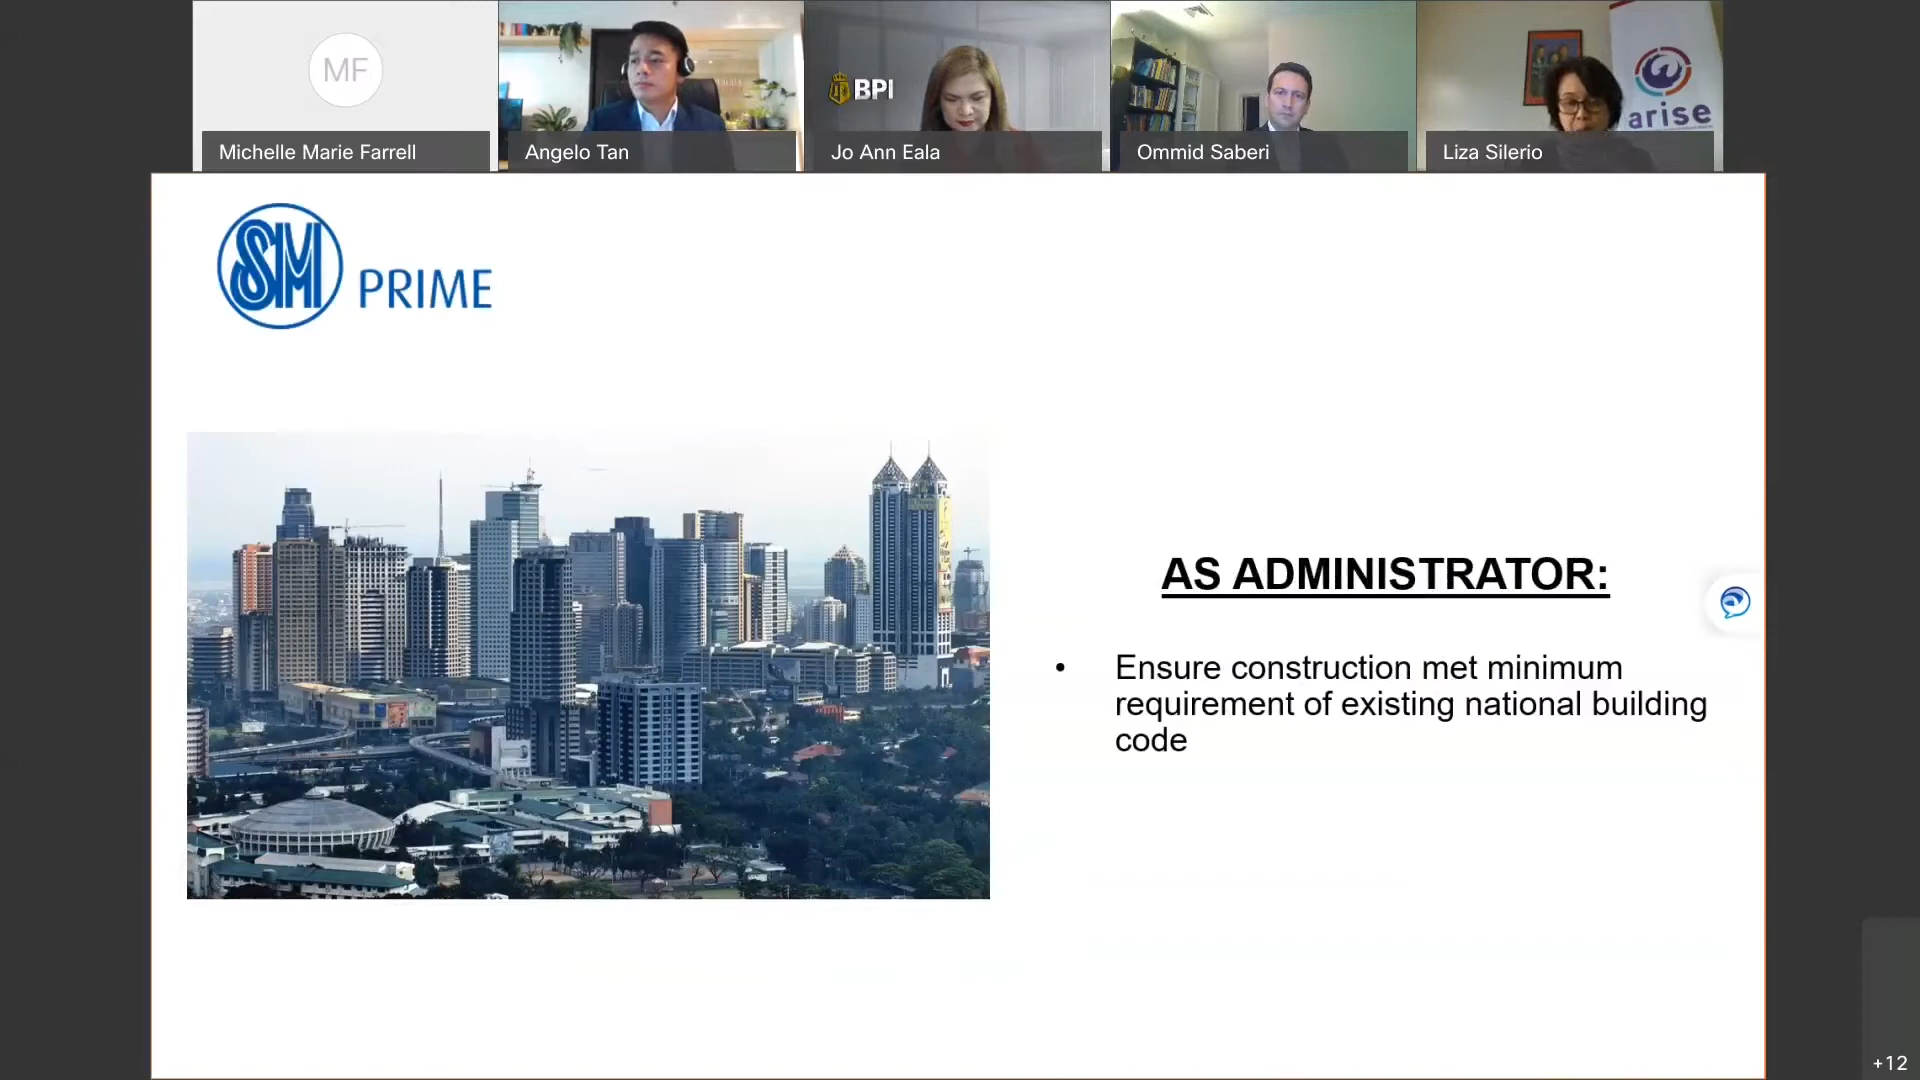 MF
Michelle Marie Farrell
Angelo Tan
BPI
Jo Ann Eala
Ommid Saberi
arise
Liza Silerio
SM PRIME
AS ADMINISTRATOR:
• Ensure construction met minimum
requirement of existing national building
code
+12